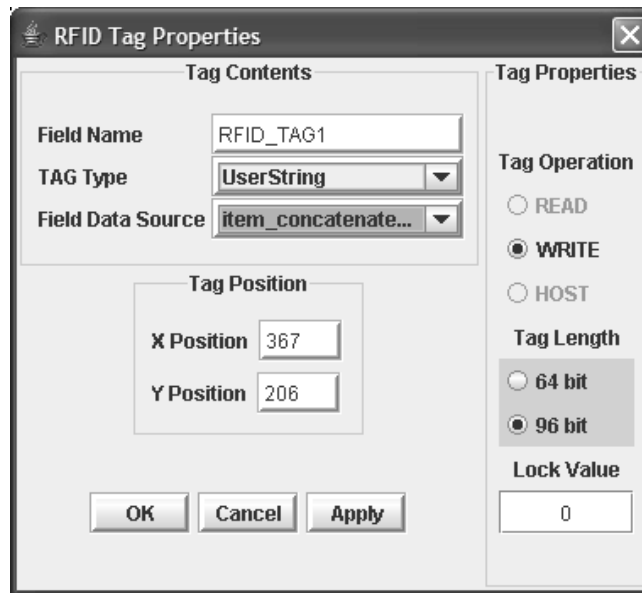 RFID Tag Properties
Tag Contents
Field Name RFID_TAG1
TAG Type UserString
Field Data Source item_concatenate...
Tag Position
X Position 367
Y Position 206
OK Cancel Apply
Tag Properties
Tag Operation
READ
WRITE
HOST
Tag Length
64 bit
96 bit
Lock Value
0